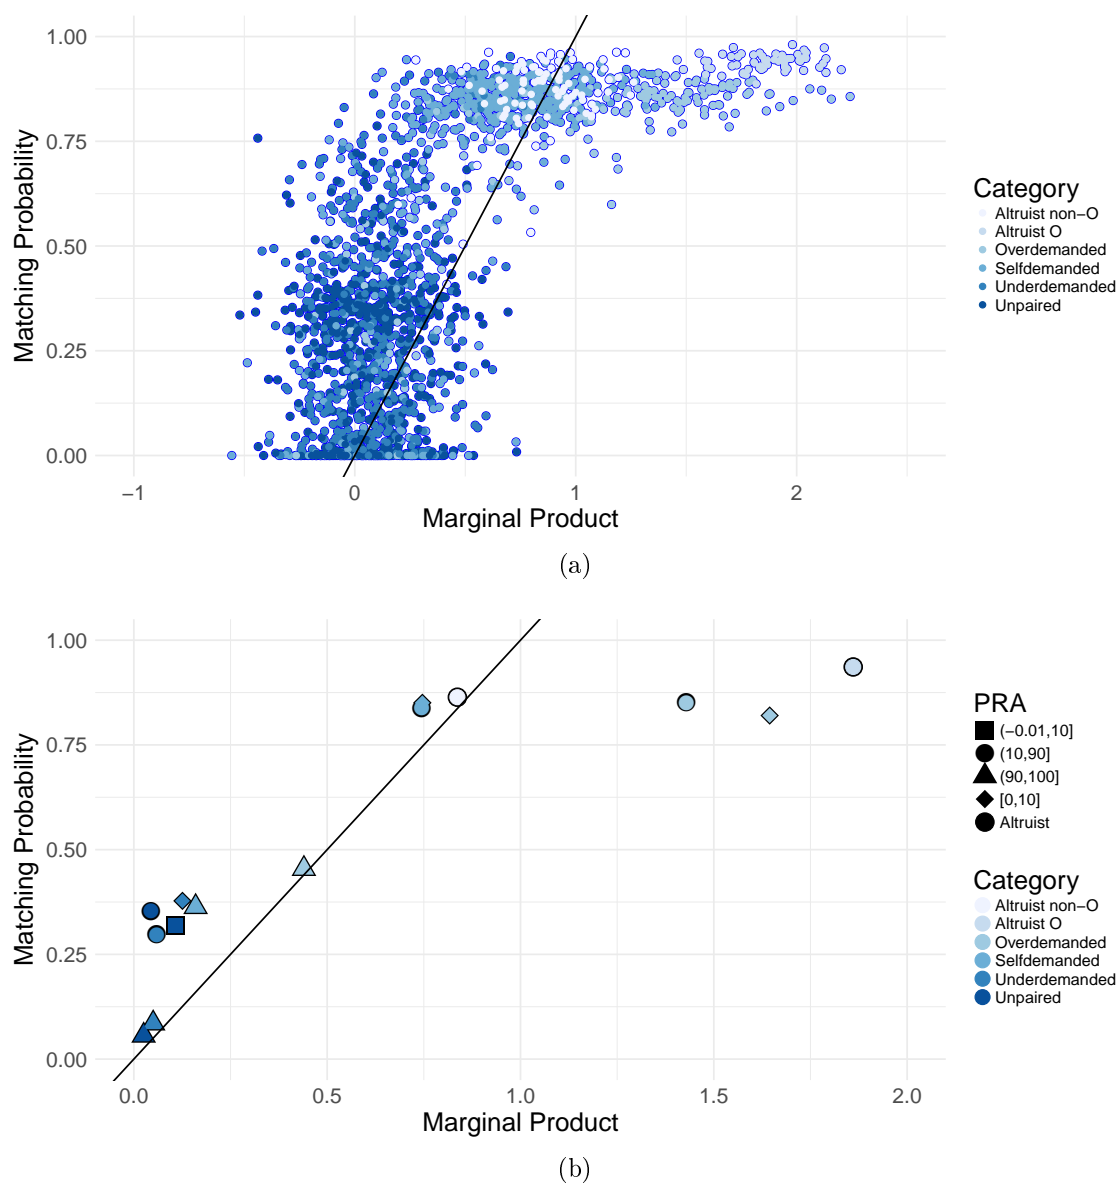 1.00
0.75
0.50
0.25
0.00
Matching Probability
−1
0
1
2
Marginal Product
Category
Altruist non−O
Altruist O
Overdemanded
Selfdemanded
Underdemanded
Unpaired
(a)
1.00
0.75
0.50
0.25
0.00
Matching Probability
0.0
0.5
1.0
1.5
2.0
Marginal Product
PRA
(−0.01,10]
(10,90]
(90,100]
[0,10]
Altruist
Category
Altruist non−O
Altruist O
Overdemanded
Selfdemanded
Underdemanded
Unpaired
(b)